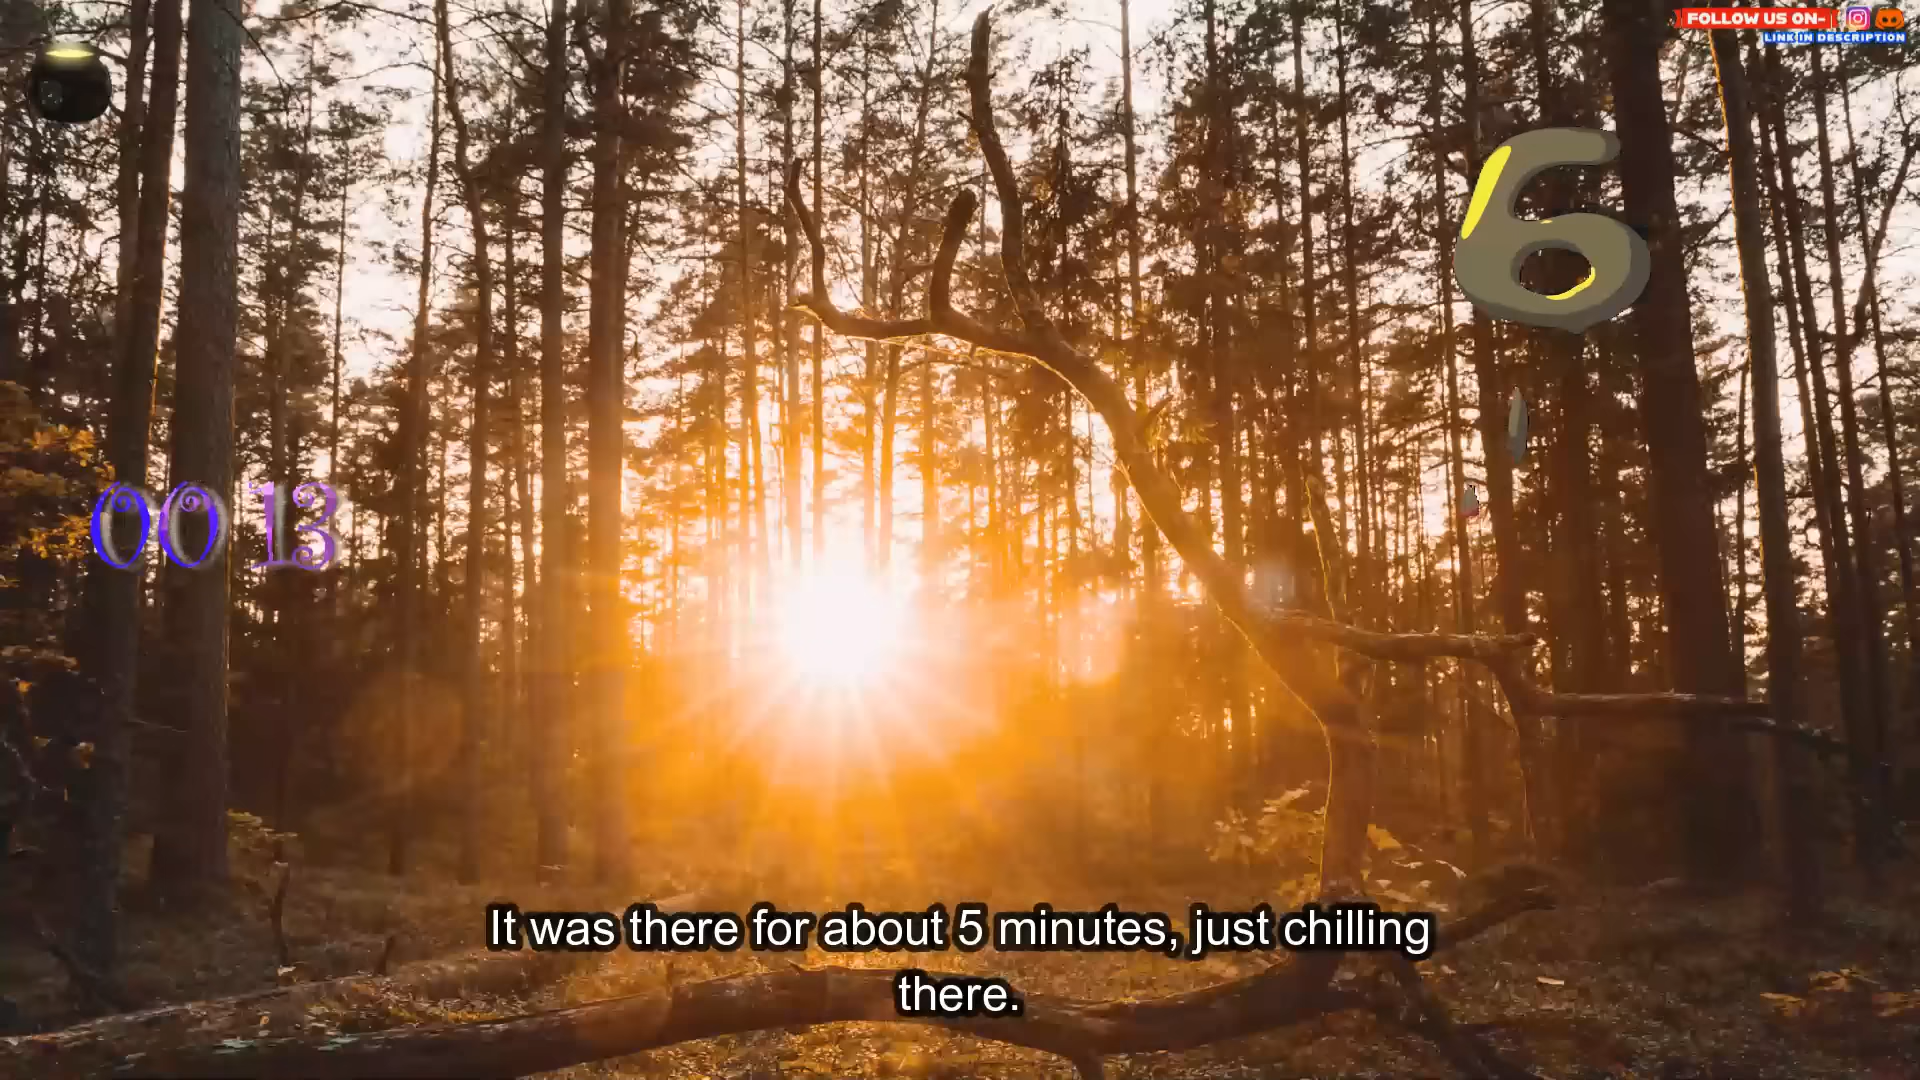 FOLLOW US ON-
LINK IN DESCRIPTION
6
00 13
It was there for about 5 minutes, just chilling
there.